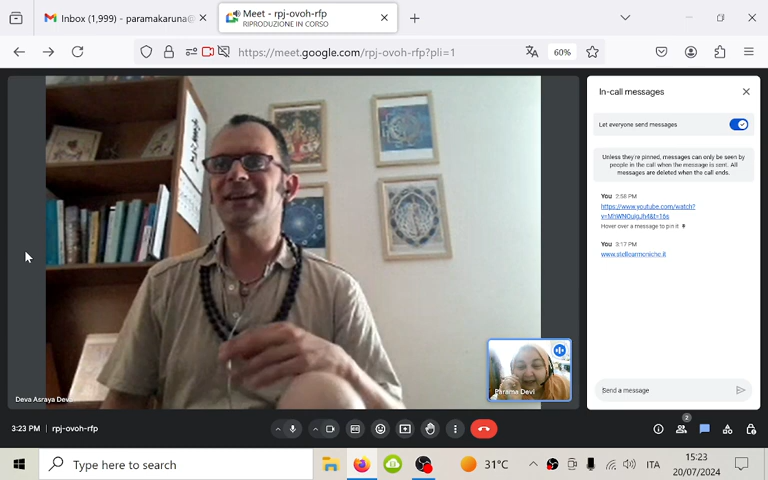 Inbox (1,999) - paramakaruna@
Meet - rpj-ovoh-rfp
RIPRODUZIONE IN CORSO
https://meet.google.com/rpj-ovoh-rfp?pli=1
60%
In-call messages
Let everyone send messages
Unless they're pinned, messages can only be seen by
people in the call when the message is sent. All
messages are deleted when the call ends.
You 2:58 PM
https://www.youtube.com/watch?
Hover over a message to pin it
You 3:17 PM
www.stellearmoniche.it
Send a message
Deva Asraya Deva
Parama Devi
3:23 PM | rpj-ovoh-rfp
2
Type here to search
31°C
ITA
15:23
20/07/2024